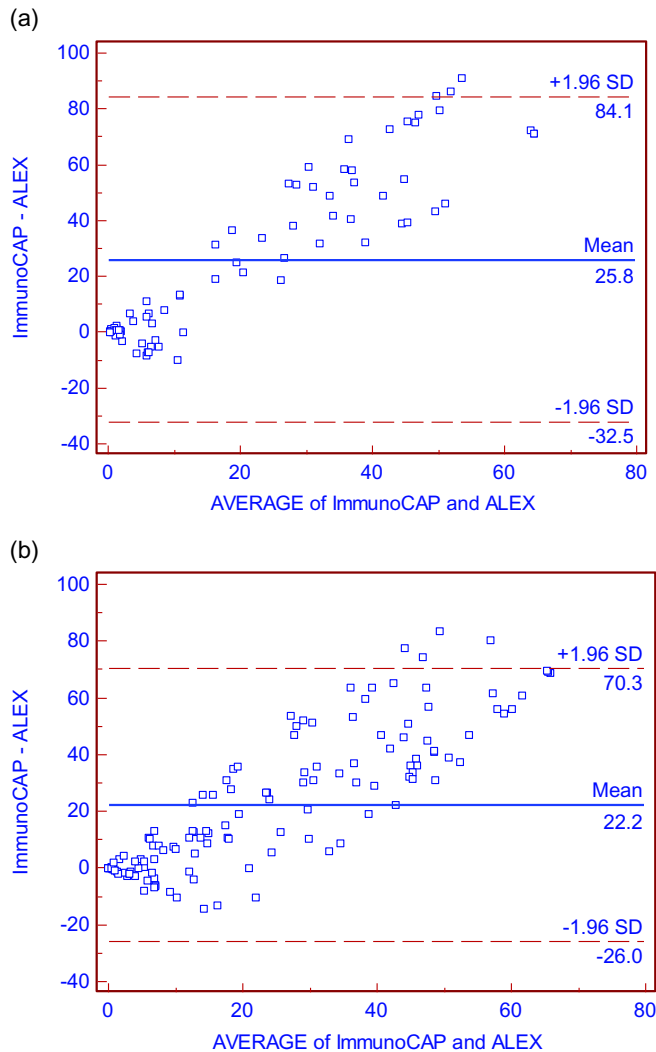 (a)
100
80
60
40
20
0
-20
-40
ImmunoCAP - ALEX
+1.96 SD
84.1
Mean
25.8
-1.96 SD
-32.5
0 20 40 60 80
AVERAGE of ImmunoCAP and ALEX
(b)
100
80
60
40
20
0
-20
-40
ImmunoCAP - ALEX
+1.96 SD
70.3
Mean
22.2
-1.96 SD
-26.0
0 20 40 60 80
AVERAGE of ImmunoCAP and ALEX